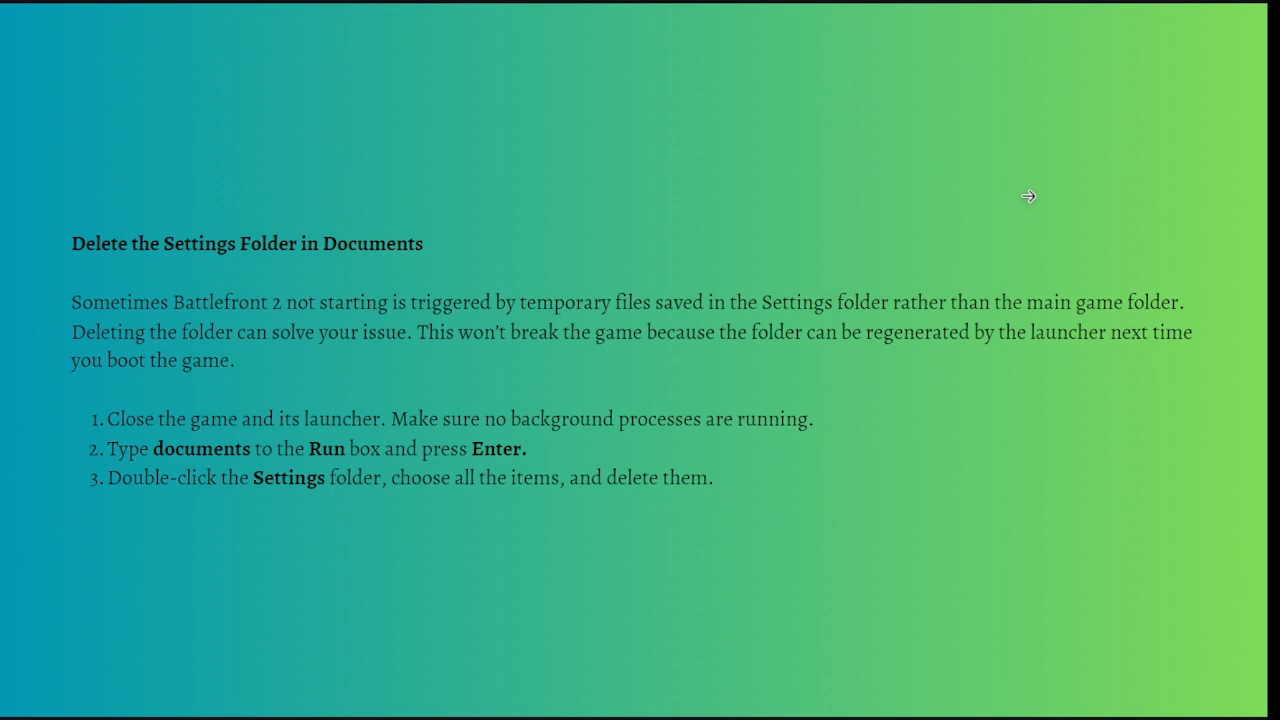 Delete the Settings Folder in Documents
Sometimes Battlefront 2 not starting is triggered by temporary files saved in the Settings folder rather than the main game folder.
Deleting the folder can solve your issue. This won’t break the game because the folder can be regenerated by the launcher next time
you boot the game.
1. Close the game and its launcher. Make sure no background processes are running.
2. Type documents to the Run box and press Enter.
3. Double-click the Settings folder, choose all the items, and delete them.